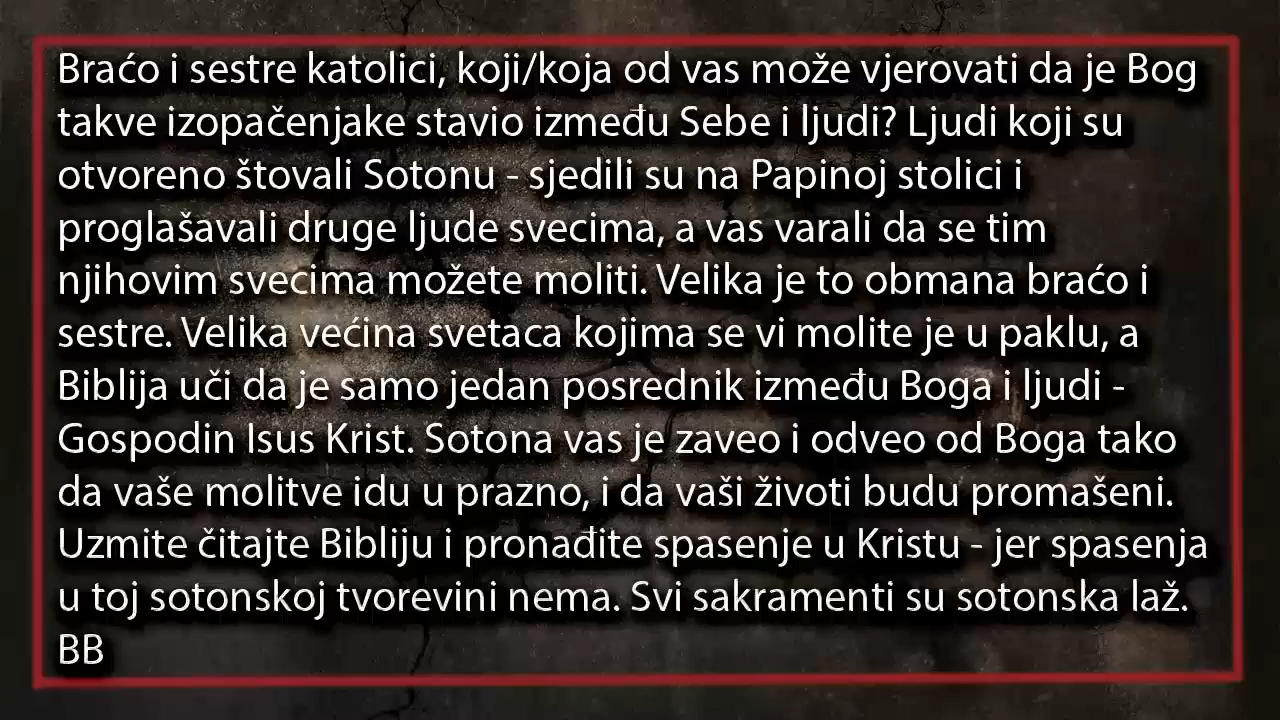 Braćo i sestre katolici, koji/koja od vas može vjerovati da je Bog
takve izopačenjake stavio između Sebe i ljudi? Ljudi koji su
otvoreno štovali Sotonu - sjedili su na Papinoj stolici i
proglašavali druge ljude svecima, a vas varali da se tim
njihovim svecima možete moliti. Velika je to obmana braćo i
sestre. Velika većina svetaca kojima se vi molite je u paklu, a
Biblija uči da je samo jedan posrednik između Boga i ljudi -
Gospodin Isus Krist. Sotona vas je zaveo i odveo od Boga tako
da vaše molitve idu u prazno, i da vaši životi budu promašeni.
Uzmite čitajte Bibliju i pronađite spasenje u Kristu - jer spasenja
u toj sotonskoj tvorevini nema. Svi sakramenti su sotonska laž.
BB